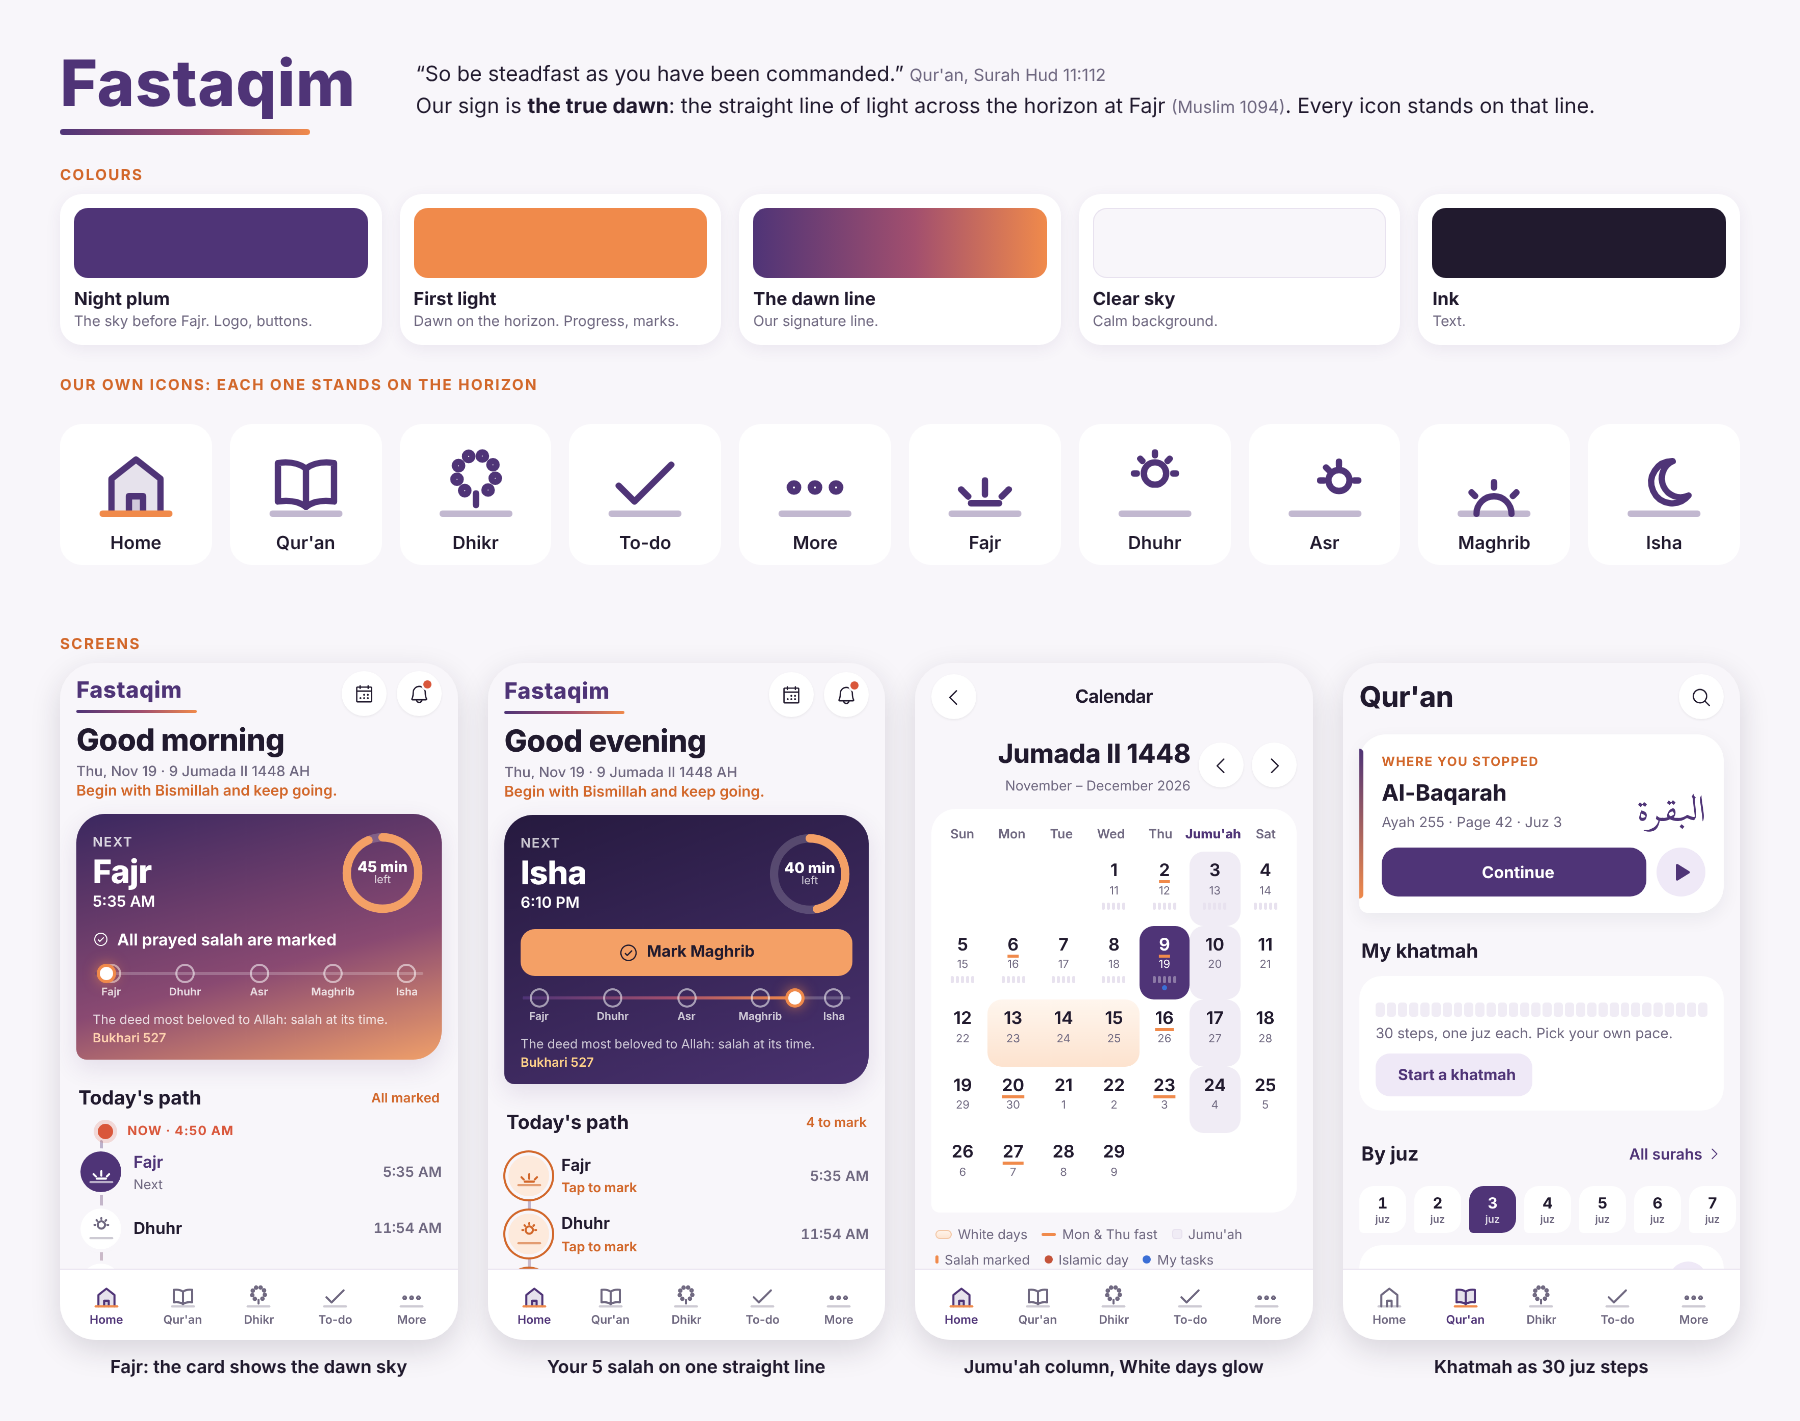 Fastaqim
“So be steadfast as you have been commanded.” Qur'an, Surah Hud 11:112
Our sign is the true dawn: the straight line of light across the horizon at Fajr (Muslim 1094). Every icon stands on that line.
COLOURS
Night plum
The sky before Fajr. Logo, buttons.
First light
Dawn on the horizon. Progress, marks.
The dawn line
Our signature line.
Clear sky
Calm background.
Ink
Text.
OUR OWN ICONS: EACH ONE STANDS ON THE HORIZON
Home
Qur'an
Dhikr
To-do
More
Fajr
Dhuhr
Asr
Maghrib
Isha
SCREENS
Fastaqim
Good morning
Thu, Nov 19 · 9 Jumada II 1448 AH
Begin with Bismillah and keep going.
NEXT
Fajr
5:35 AM
45 min
left
All prayed salah are marked
Fajr Dhuhr Asr Maghrib Isha
The deed most beloved to Allah: salah at its time.
Bukhari 527
Today's path All marked
NOW · 4:50 AM
Fajr 5:35 AM
Next
Dhuhr 11:54 AM
Home Qur'an Dhikr To-do More
Fajr: the card shows the dawn sky
Fastaqim
Good evening
Thu, Nov 19 · 9 Jumada II 1448 AH
Begin with Bismillah and keep going.
NEXT
Isha
6:10 PM
40 min
left
Mark Maghrib
Fajr Dhuhr Asr Maghrib Isha
The deed most beloved to Allah: salah at its time.
Bukhari 527
Today's path 4 to mark
Fajr 5:35 AM
Tap to mark
Dhuhr 11:54 AM
Tap to mark
Home Qur'an Dhikr To-do More
Your 5 salah on one straight line
Calendar
Jumada II 1448
November – December 2026
Sun Mon Tue Wed Thu Jumu'ah Sat
1 2 3 4
11 12 13 14
5 6 7 8 9 10 11
15 16 17 18 19 20 21
12 13 14 15 16 17 18
22 23 24 25 26 27 28
19 20 21 22 23 24 25
29 30 1 2 3 4 5
26 27 28 29
6 7 8 9
White days Mon & Thu fast Jumu'ah
Salah marked Islamic day My tasks
Home Qur'an Dhikr To-do More
Jumu'ah column, White days glow
Qur'an
WHERE YOU STOPPED
Al-Baqarah
Ayah 255 · Page 42 · Juz 3
البقرة
Continue
My khatmah
30 steps, one juz each. Pick your own pace.
Start a khatmah
By juz All surahs
1 2 3 4 5 6 7
juz juz juz juz juz juz juz
Home Qur'an Dhikr To-do More
Khatmah as 30 juz steps